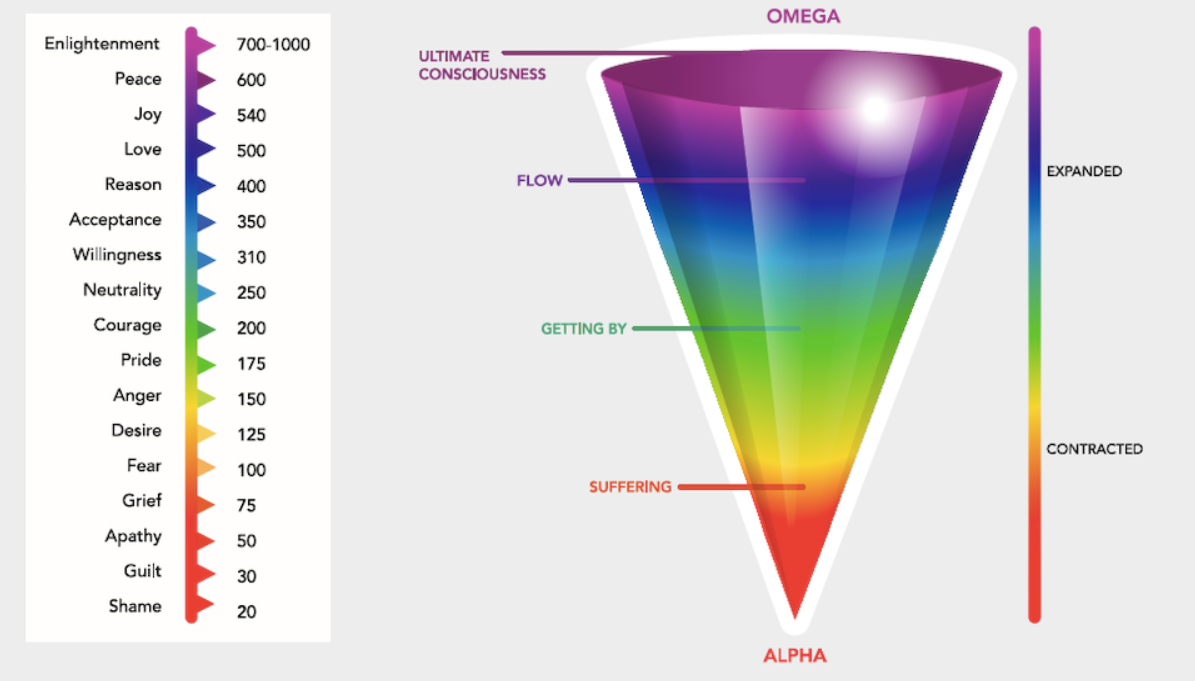 Enlightenment 700-1000
Peace 600
Joy 540
Love 500
Reason 400
Acceptance 350
Willingness 310
Neutrality 250
Courage 200
Pride 175
Anger 150
Desire 125
Fear 100
Grief 75
Apathy 50
Guilt 30
Shame 20
OMEGA
ULTIMATE
CONSCIOUSNESS
FLOW
GETTING BY
SUFFERING
ALPHA
EXPANDED
CONTRACTED